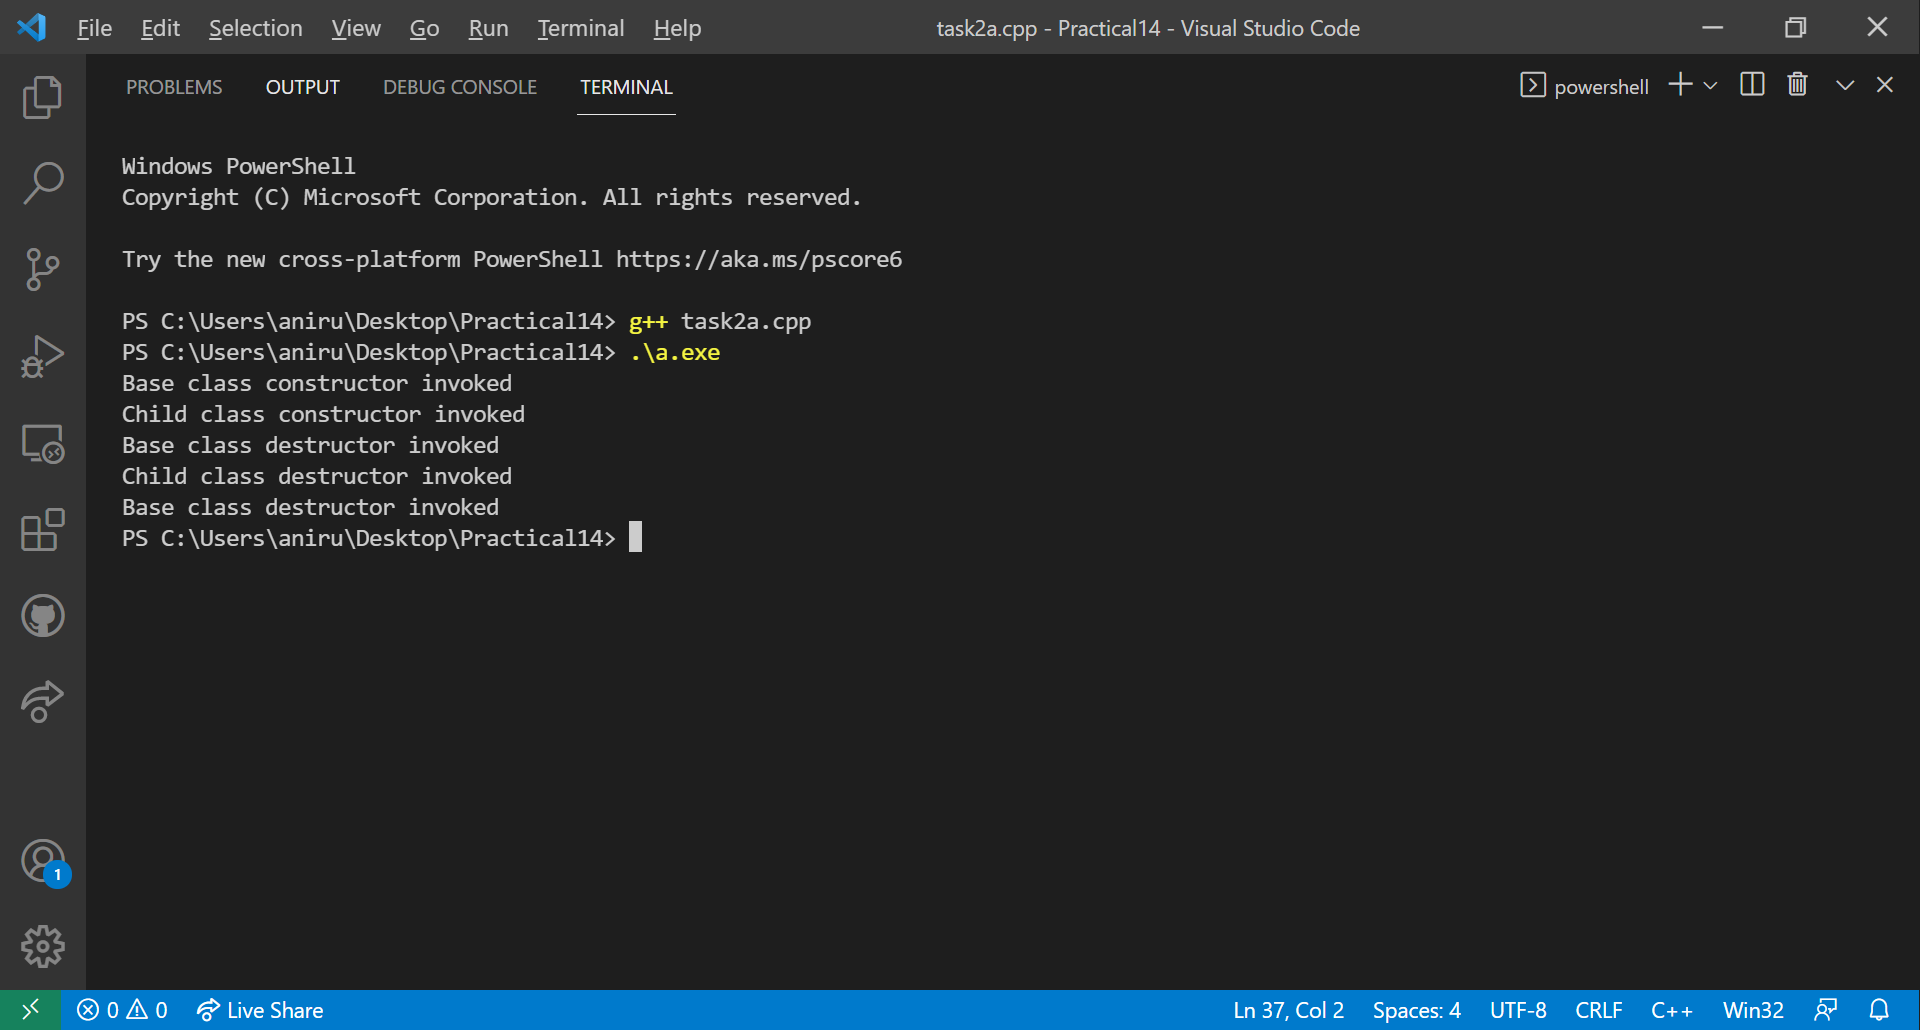 File Edit Selection View Go Run Terminal Help task2a.cpp - Practical14 - Visual Studio Code
PROBLEMS OUTPUT DEBUG CONSOLE TERMINAL powershell
Windows PowerShell
Copyright (C) Microsoft Corporation. All rights reserved.
Try the new cross-platform PowerShell https://aka.ms/pscore6
PS C:\Users\aniru\Desktop\Practical14> g++ task2a.cpp
PS C:\Users\aniru\Desktop\Practical14> .\a.exe
Base class constructor invoked
Child class constructor invoked
Base class destructor invoked
Child class destructor invoked
Base class destructor invoked
PS C:\Users\aniru\Desktop\Practical14>
1
0 0 Live Share Ln 37, Col 2 Spaces: 4 UTF-8 CRLF C++ Win32